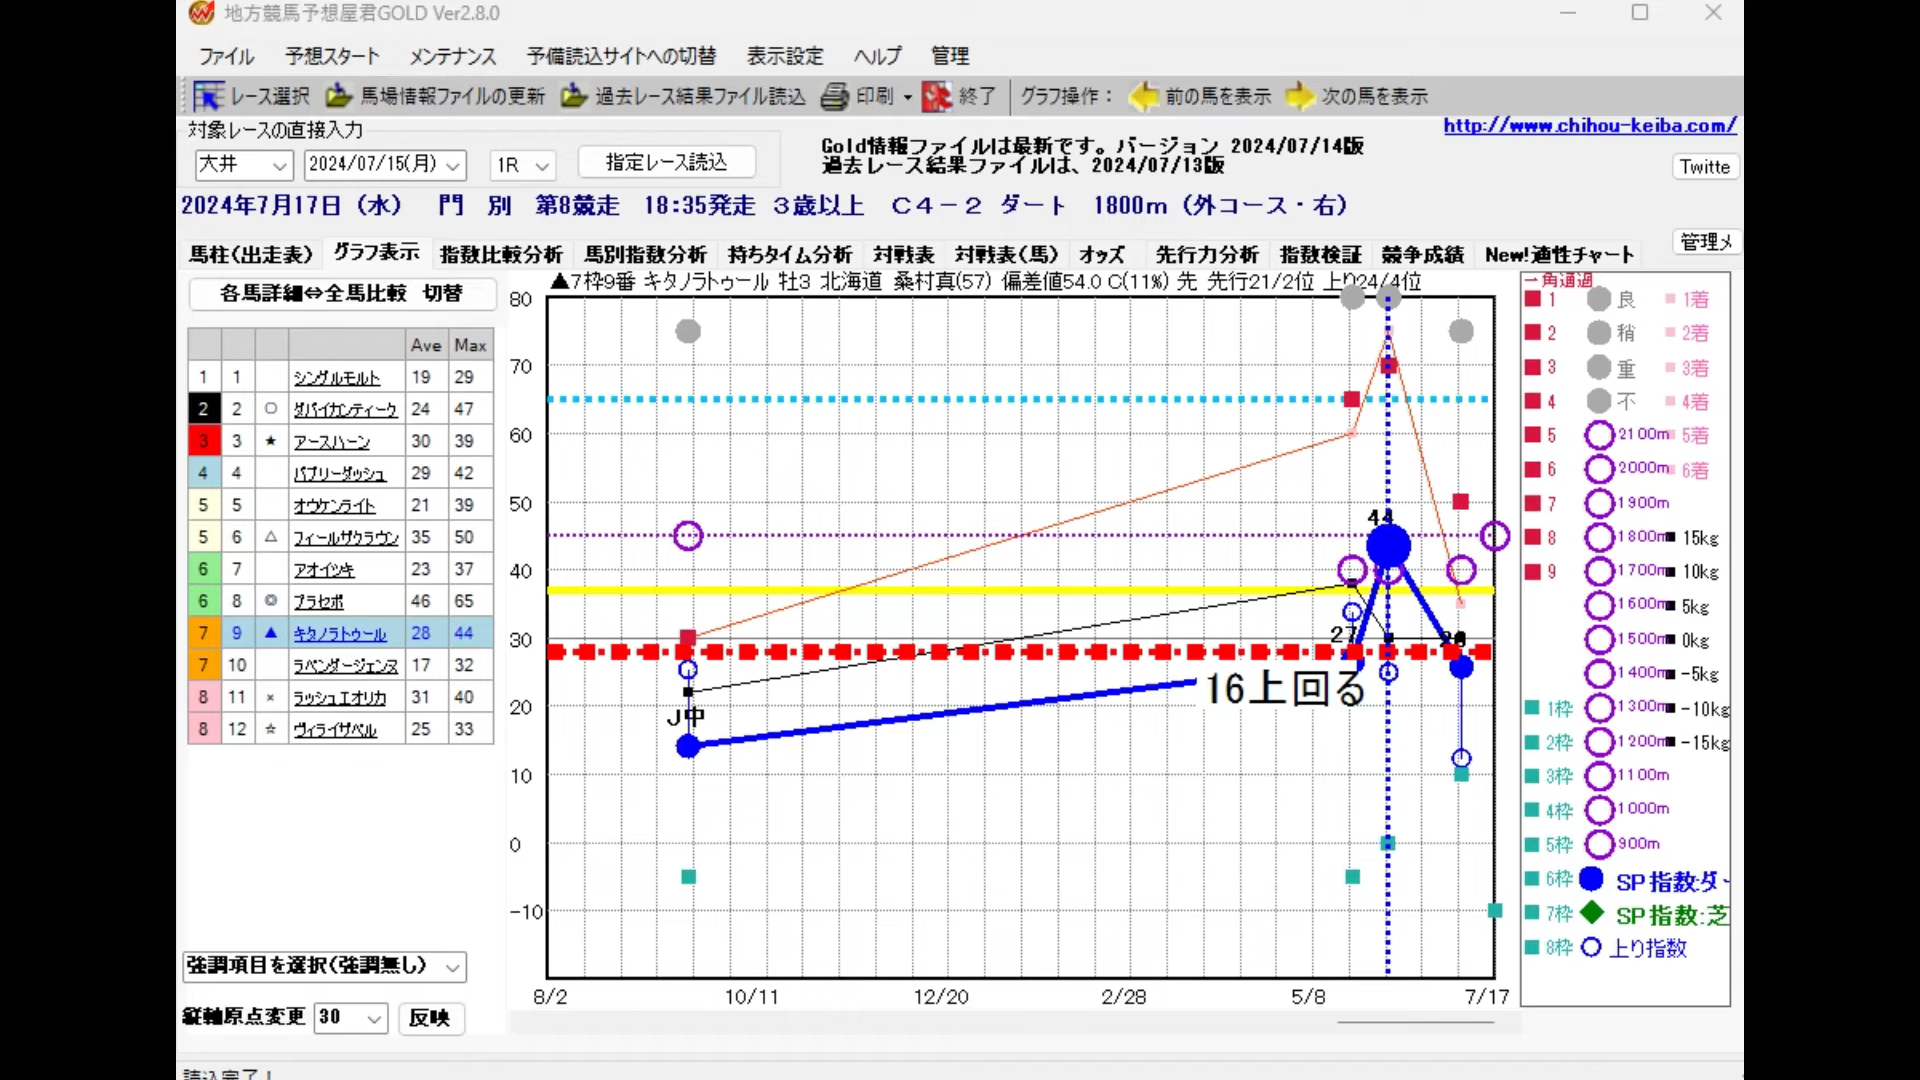 地方競馬予想屋君GOLD Ver2.8.0
ファイル 予想スタート メンテナンス 予備読込サイトへの切替 表示設定 ヘルプ 管理
レース選択 馬場情報ファイルの更新 過去レース結果ファイル読込 印刷 終了 グラフ操作： 前の馬を表示 次の馬を表示
対象レースの直接入力
http://www.chihou-keiba.com/
大井 2024/07/15(月) 1R 指定レース読込
Gold情報ファイルは最新です。バージョン 2024/07/14版
過去レース結果ファイルは、2024/07/13版
Twitte
2024年7月17日（水） 門 別 第8競走 18:35発走 3歳以上 C4－2 ダート 1800m（外コース・右）
管理メ
馬柱(出走表) グラフ表示 指数比較分析 馬別指数分析 持ちタイム分析 対戦表 対戦表(馬) オッズ 先行力分析 指数検証 競争成績 New!適性チャート
各馬詳細⇔全馬比較 切替
▲7枠9番 キタノラトゥール 牡3 北海道 桑村真(57) 偏差値54.0 C(11%) 先 先行21/2位 上り24/4位
Ave Max
1 1 シングルモルト 19 29
2 2 ○ ダバイカンティーク 24 47
3 3 ★ アースハーン 30 39
4 4 バブリーダッシュ 29 42
5 5 オウケンライト 21 39
5 6 △ フィールザクラウン 35 50
6 7 アオイツキ 23 37
6 8 ◎ プラセボ 46 65
7 9 ▲ キタノラトゥール 28 44
7 10 ラベンダージェンヌ 17 32
8 11 × ラッシュエオリカ 31 40
8 12 ☆ ヴィライザベル 25 33
80
70
60
50
40
30
20
10
0
-10
44
27
J中
16上回る
8/2 10/11 12/20 2/28 5/8 7/17
一角通過
1 良 1着
2 稍 2着
3 重 3着
4 不 4着
5 2100m 5着
6 2000m 6着
7 1900m
8 1800m 15kg
9 1700m 10kg
1600m 5kg
1500m 0kg
1400m -5kg
1枠 1300m -10kg
2枠 1200m -15kg
3枠 1100m
4枠 1000m
5枠 900m
6枠 SP指数:ダ
7枠 SP指数:芝
8枠 上り指数
強調項目を選択(強調無し)
縦軸原点変更 30 反映
読込完了！